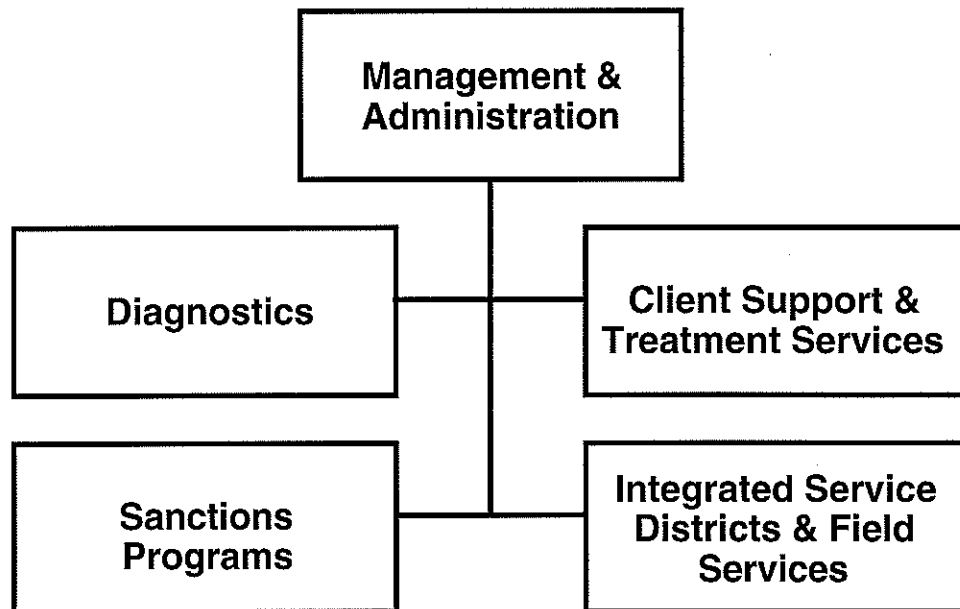 Management &
Administration
Diagnostics
Client Support &
Treatment Services
Sanctions
Programs
Integrated Service
Districts & Field
Services